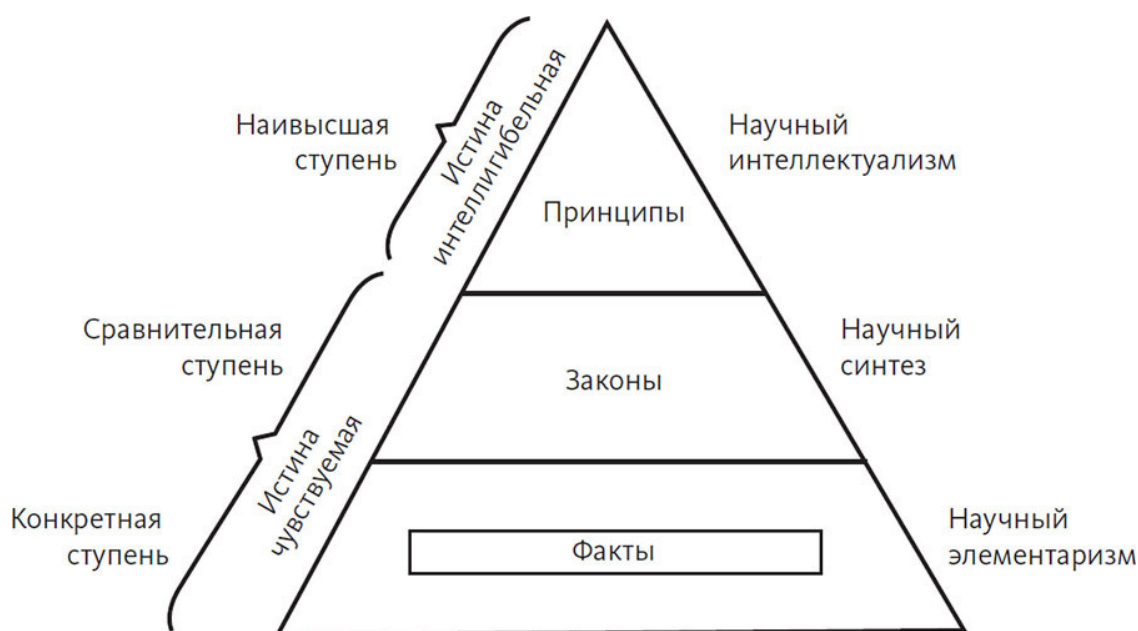 Наивысшая
ступень
Истина
интеллигибельная
Научный
интеллектуализм
Принципы
Сравнительная
ступень
Законы
Научный
синтез
Конкретная
ступень
Истина
чувствуемая
Факты
Научный
элементаризм